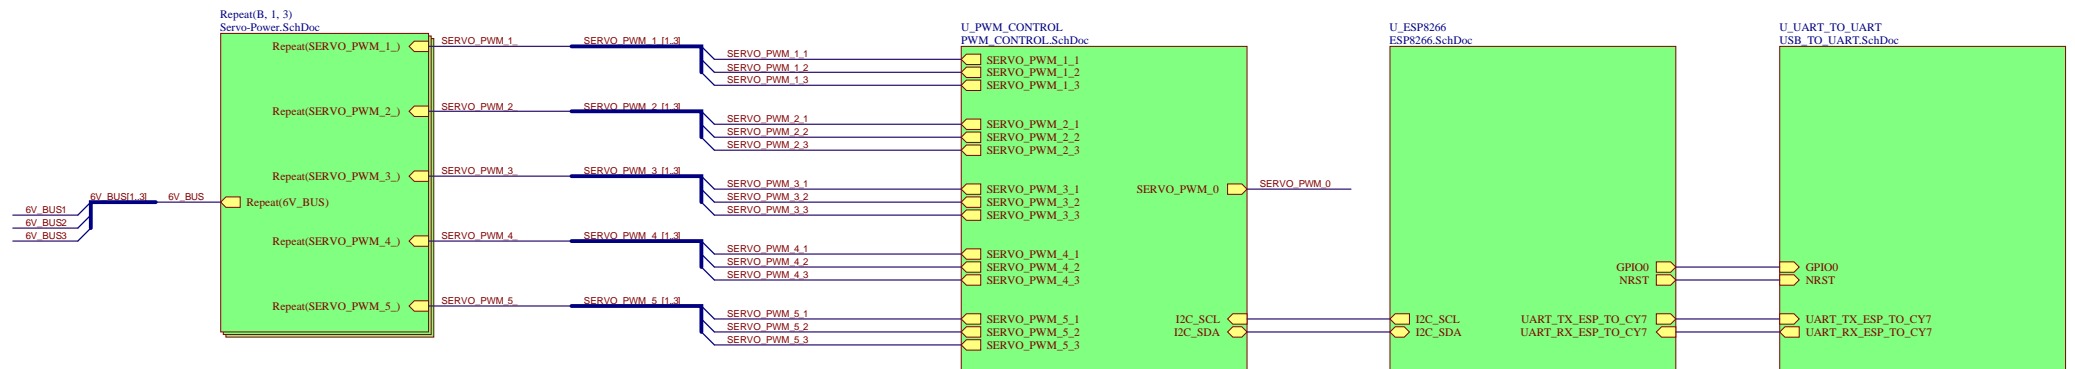 Repeat(B, 1, 3)
Servo-Power.SchDoc
Repeat(SERVO_PWM_1_)
Repeat(SERVO_PWM_2_)
Repeat(SERVO_PWM_3_)
Repeat(6V_BUS)
Repeat(SERVO_PWM_4_)
Repeat(SERVO_PWM_5_)
6V_BUS[1..3]
6V_BUS
6V_BUS1
6V_BUS2
6V_BUS3
SERVO_PWM_1_
SERVO_PWM_1_[1..3]
SERVO_PWM_1_1
SERVO_PWM_1_2
SERVO_PWM_1_3
SERVO_PWM_2
SERVO_PWM_2_[1..3]
SERVO_PWM_2_1
SERVO_PWM_2_2
SERVO_PWM_2_3
SERVO_PWM_3_
SERVO_PWM_3_[1..3]
SERVO_PWM_3_1
SERVO_PWM_3_2
SERVO_PWM_3_3
SERVO_PWM_4_
SERVO_PWM_4_[1..3]
SERVO_PWM_4_1
SERVO_PWM_4_2
SERVO_PWM_4_3
SERVO_PWM_5_
SERVO_PWM_5_[1..3]
SERVO_PWM_5_1
SERVO_PWM_5_2
SERVO_PWM_5_3
U_PWM_CONTROL
PWM_CONTROL.SchDoc
SERVO_PWM_1_1
SERVO_PWM_1_2
SERVO_PWM_1_3
SERVO_PWM_2_1
SERVO_PWM_2_2
SERVO_PWM_2_3
SERVO_PWM_3_1
SERVO_PWM_3_2
SERVO_PWM_3_3
SERVO_PWM_4_1
SERVO_PWM_4_2
SERVO_PWM_4_3
SERVO_PWM_5_1
SERVO_PWM_5_2
SERVO_PWM_5_3
SERVO_PWM_0
SERVO_PWM_0
I2C_SCL
I2C_SDA
U_ESP8266
ESP8266.SchDoc
I2C_SCL
I2C_SDA
GPIO0
NRST
UART_TX_ESP_TO_CY7
UART_RX_ESP_TO_CY7
U_UART_TO_UART
USB_TO_UART.SchDoc
GPIO0
NRST
UART_TX_ESP_TO_CY7
UART_RX_ESP_TO_CY7